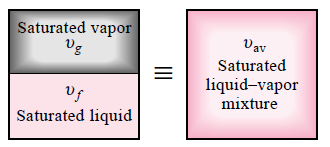 Saturated vapor
υg
υf
Saturated liquid
≡
υav
Saturated
liquid–vapor
mixture